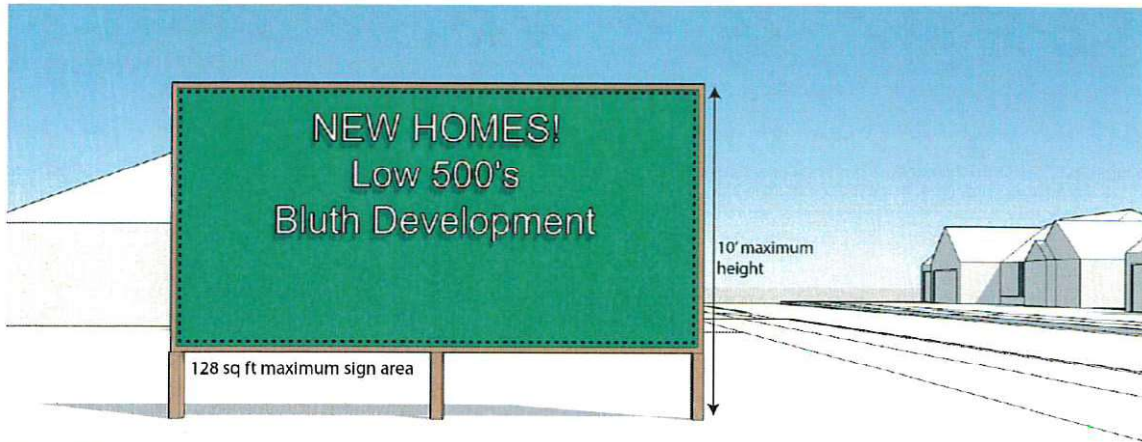 NEW HOMES!
Low 500's
Bluth Development
10' maximum
height
128 sq ft maximum sign area